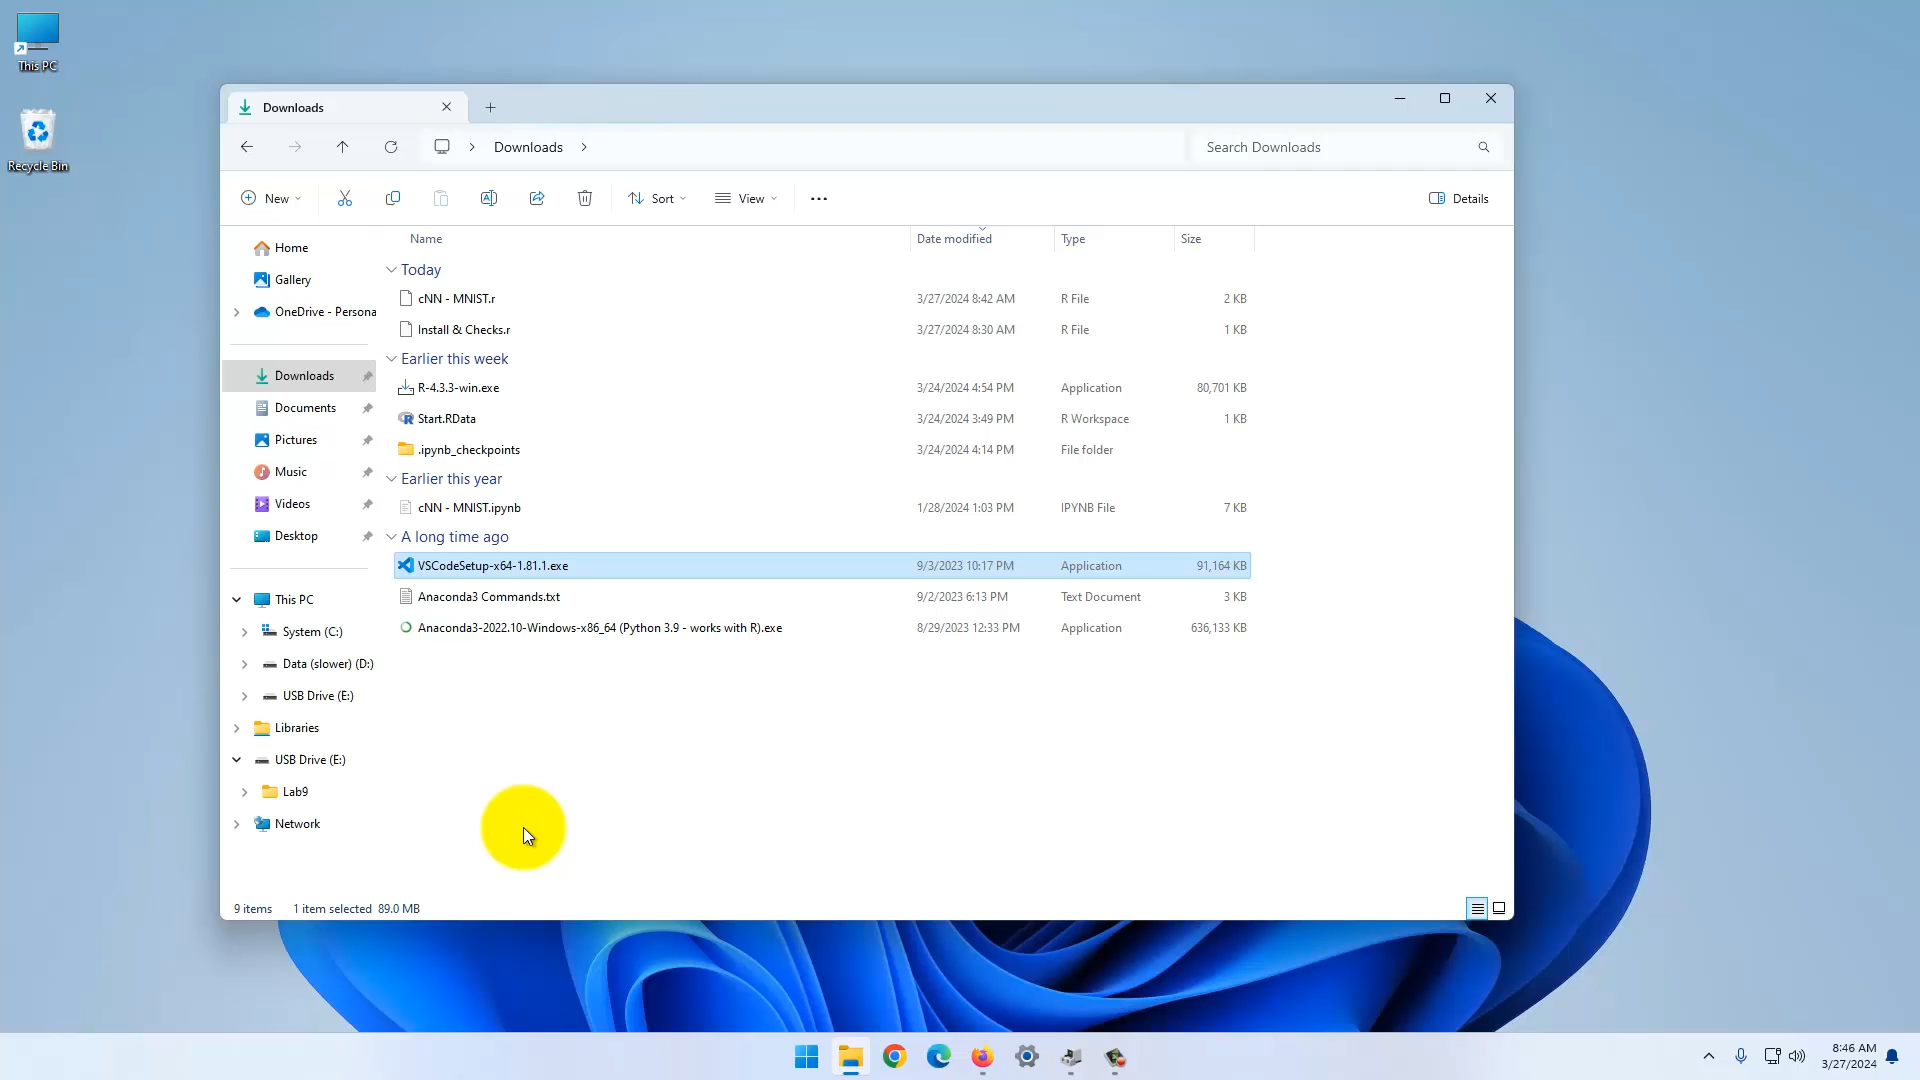 This PC
Recycle Bin
Downloads
Downloads
Search Downloads
New
Sort
View
Details
Home
Gallery
OneDrive - Persona
Downloads
Documents
Pictures
Music
Videos
Desktop
This PC
System (C:)
Data (slower) (D:)
USB Drive (E:)
Libraries
USB Drive (E:)
Lab9
Network
Name Date modified Type Size
Today
cNN - MNIST.r 3/27/2024 8:42 AM R File 2 KB
Install & Checks.r 3/27/2024 8:30 AM R File 1 KB
Earlier this week
R-4.3.3-win.exe 3/24/2024 4:54 PM Application 80,701 KB
Start.RData 3/24/2024 3:49 PM R Workspace 1 KB
.ipynb_checkpoints 3/24/2024 4:14 PM File folder
Earlier this year
cNN - MNIST.ipynb 1/28/2024 1:03 PM IPYNB File 7 KB
A long time ago
VSCodeSetup-x64-1.81.1.exe 9/3/2023 10:17 PM Application 91,164 KB
Anaconda3 Commands.txt 9/2/2023 6:13 PM Text Document 3 KB
Anaconda3-2022.10-Windows-x86_64 (Python 3.9 - works with R).exe 8/29/2023 12:33 PM Application 636,133 KB
9 items 1 item selected 89.0 MB
8:46 AM
3/27/2024